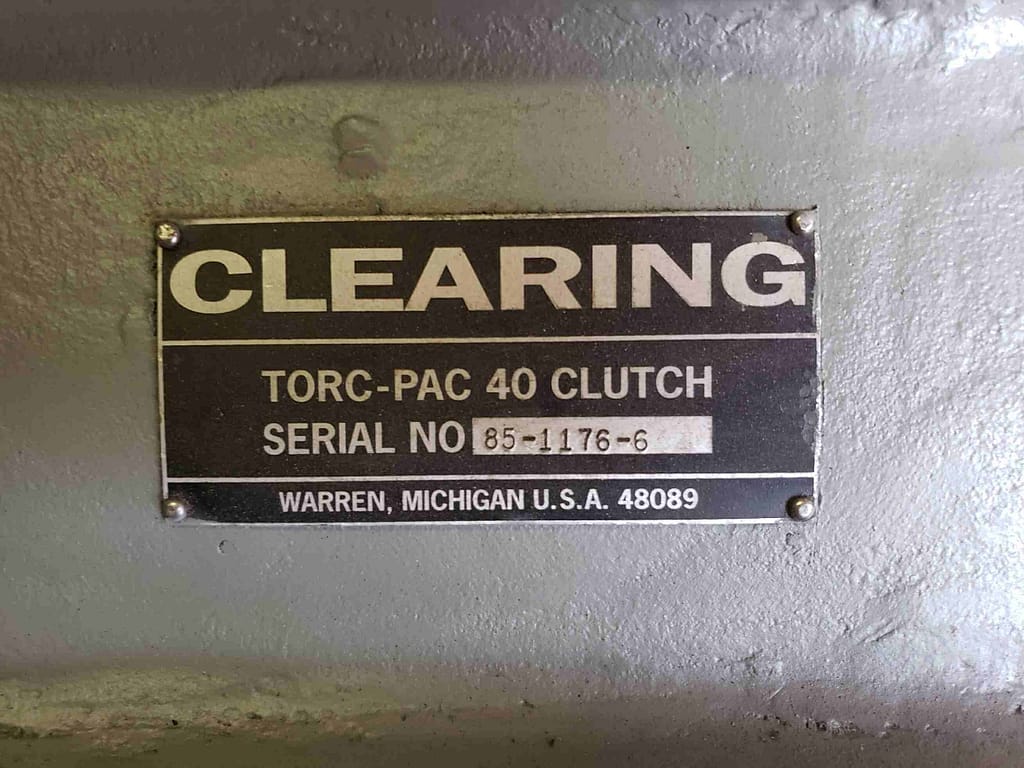 CLEARING
TORC-PAC 40 CLUTCH
SERIAL NO 85-1176-6
WARREN, MICHIGAN U.S.A. 48089